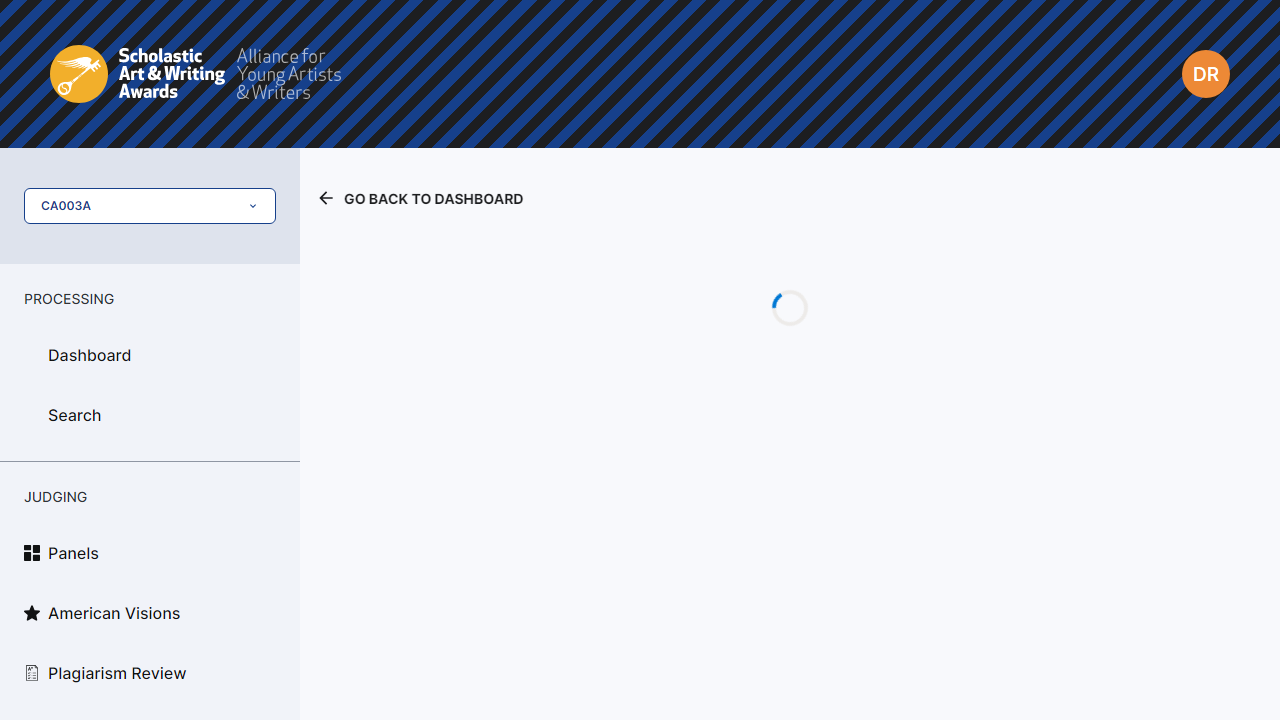 Scholastic
Art & Writing
Awards
Alliance for
Young Artists
& Writers
DR
CA003A
GO BACK TO DASHBOARD
PROCESSING
Dashboard
Search
JUDGING
Panels
American Visions
Plagiarism Review